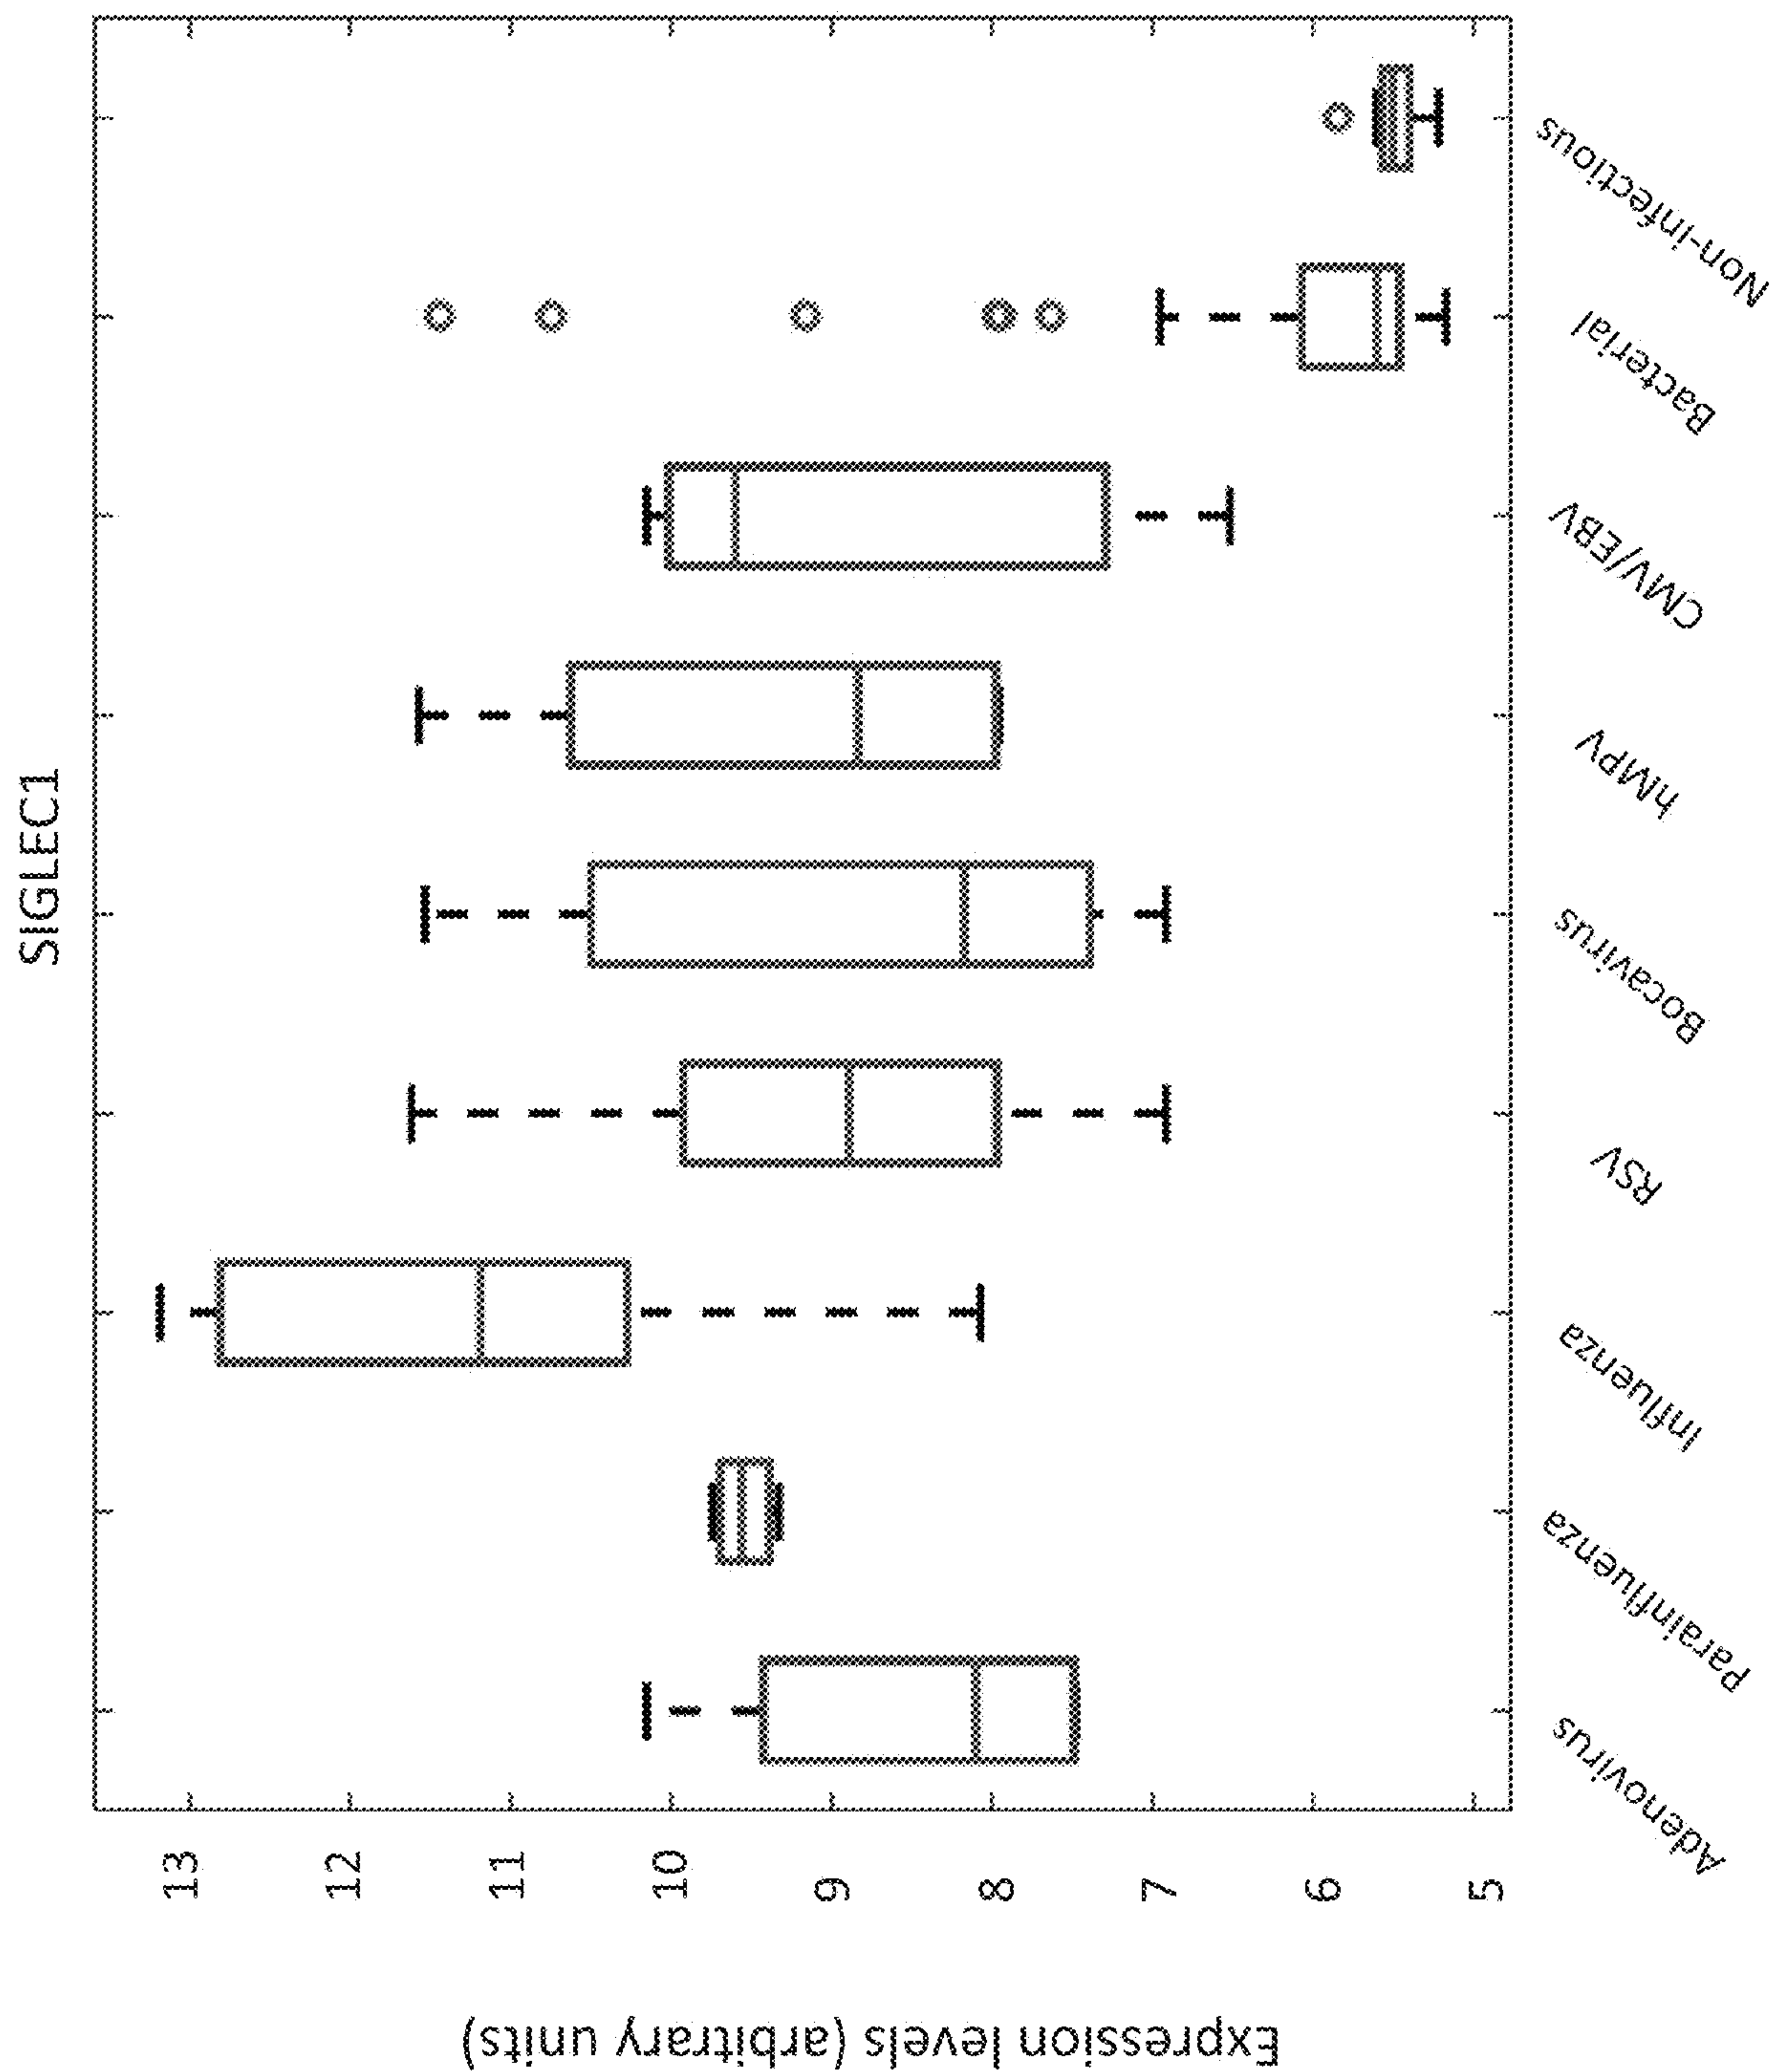 SIGLEC1
Expression levels (arbitrary units)
13
12
11
10
9
8
7
6
5
Adenovirus
Parainfluenza
Influenza
RSV
Bocavirus
hMPV
CMV/EBV
Bacterial
Non-infectious